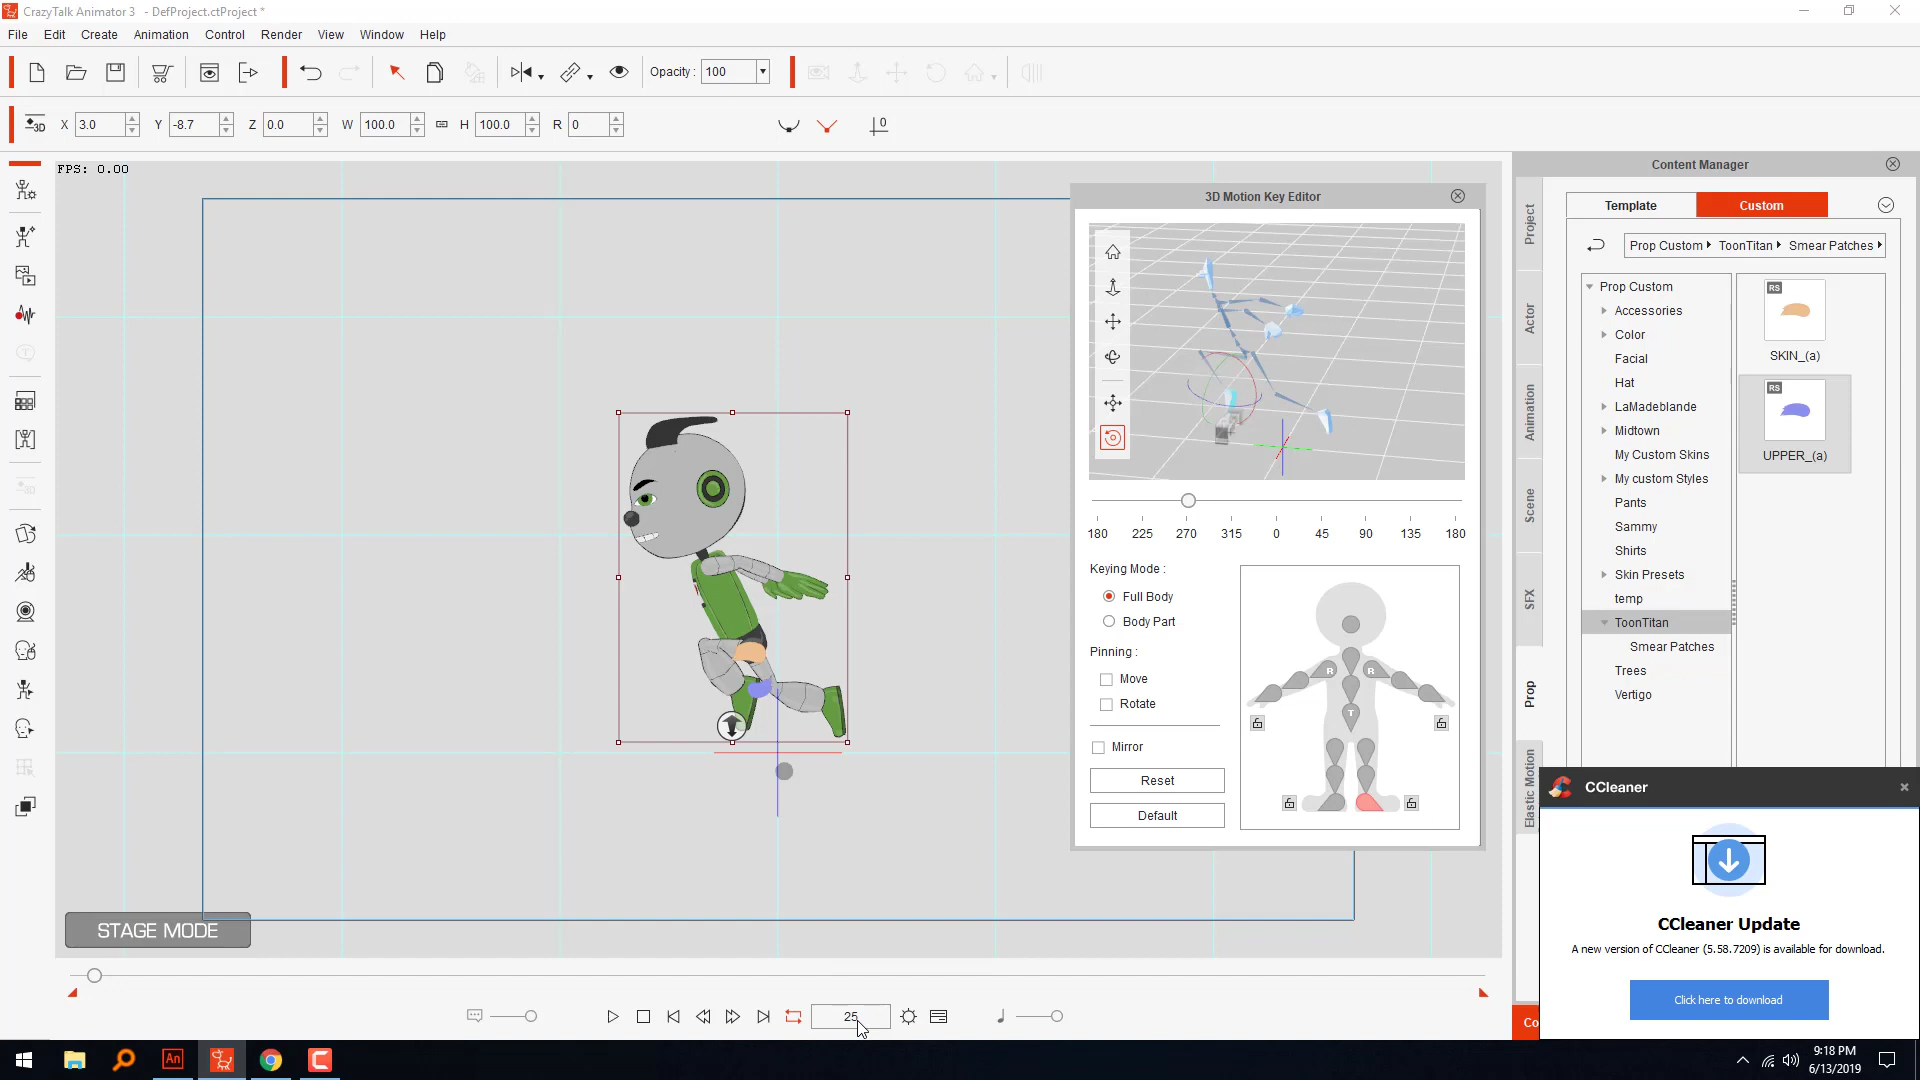 CrazyTalk Animator 3 - DefProject.ctProject *
File Edit Create Animation Control Render View Window Help
Opacity : 100
3D X 3.0 Y -8.7 Z 0.0 W 100.0 H 100.0 R 0
0
FPS: 0.00
STAGE MODE
25
3D Motion Key Editor
180 225 270 315 0 45 90 135 180
Keying Mode :
Full Body
Body Part
Pinning :
Move
Rotate
Mirror
Reset
Default
R R
T
Content Manager
Project
Actor
Animation
Scene
SFX
Prop
Elastic Motion
Template Custom
Prop Custom ToonTitan Smear Patches
Prop Custom
Accessories
Color
Facial
Hat
LaMadeblande
Midtown
My Custom Skins
My custom Styles
Pants
Sammy
Shirts
Skin Presets
temp
ToonTitan
Smear Patches
Trees
Vertigo
RS
SKIN_(a)
RS
UPPER_(a)
Co
CCleaner
CCleaner Update
A new version of CCleaner (5.58.7209) is available for download.
Click here to download
An
9:18 PM
6/13/2019